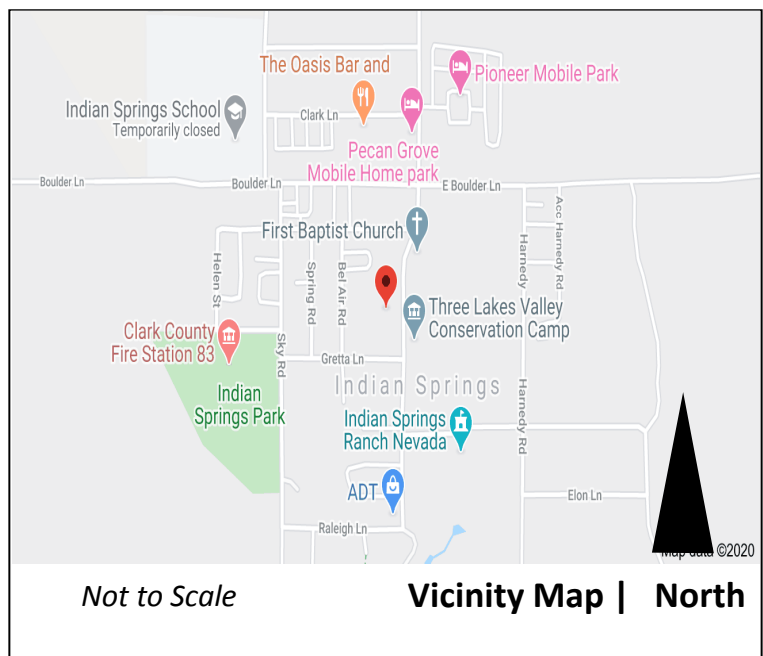 The Oasis Bar and
Pioneer Mobile Park
Indian Springs School
Temporarily closed
Clark Ln
Pecan Grove
Mobile Home park
Boulder Ln
Boulder Ln
E Boulder Ln
Acc Harnedy Rd
First Baptist Church
Helen St
Spring Rd
Bel Air Rd
Harnedy
Three Lakes Valley
Conservation Camp
Clark County
Fire Station 83
Sky Rd
Gretta Ln
Indian Springs
Indian
Springs Park
Harnedy Rd
Indian Springs
Ranch Nevada
ADT
Elon Ln
Raleigh Ln
Map data ©2020
Not to Scale
Vicinity Map | North